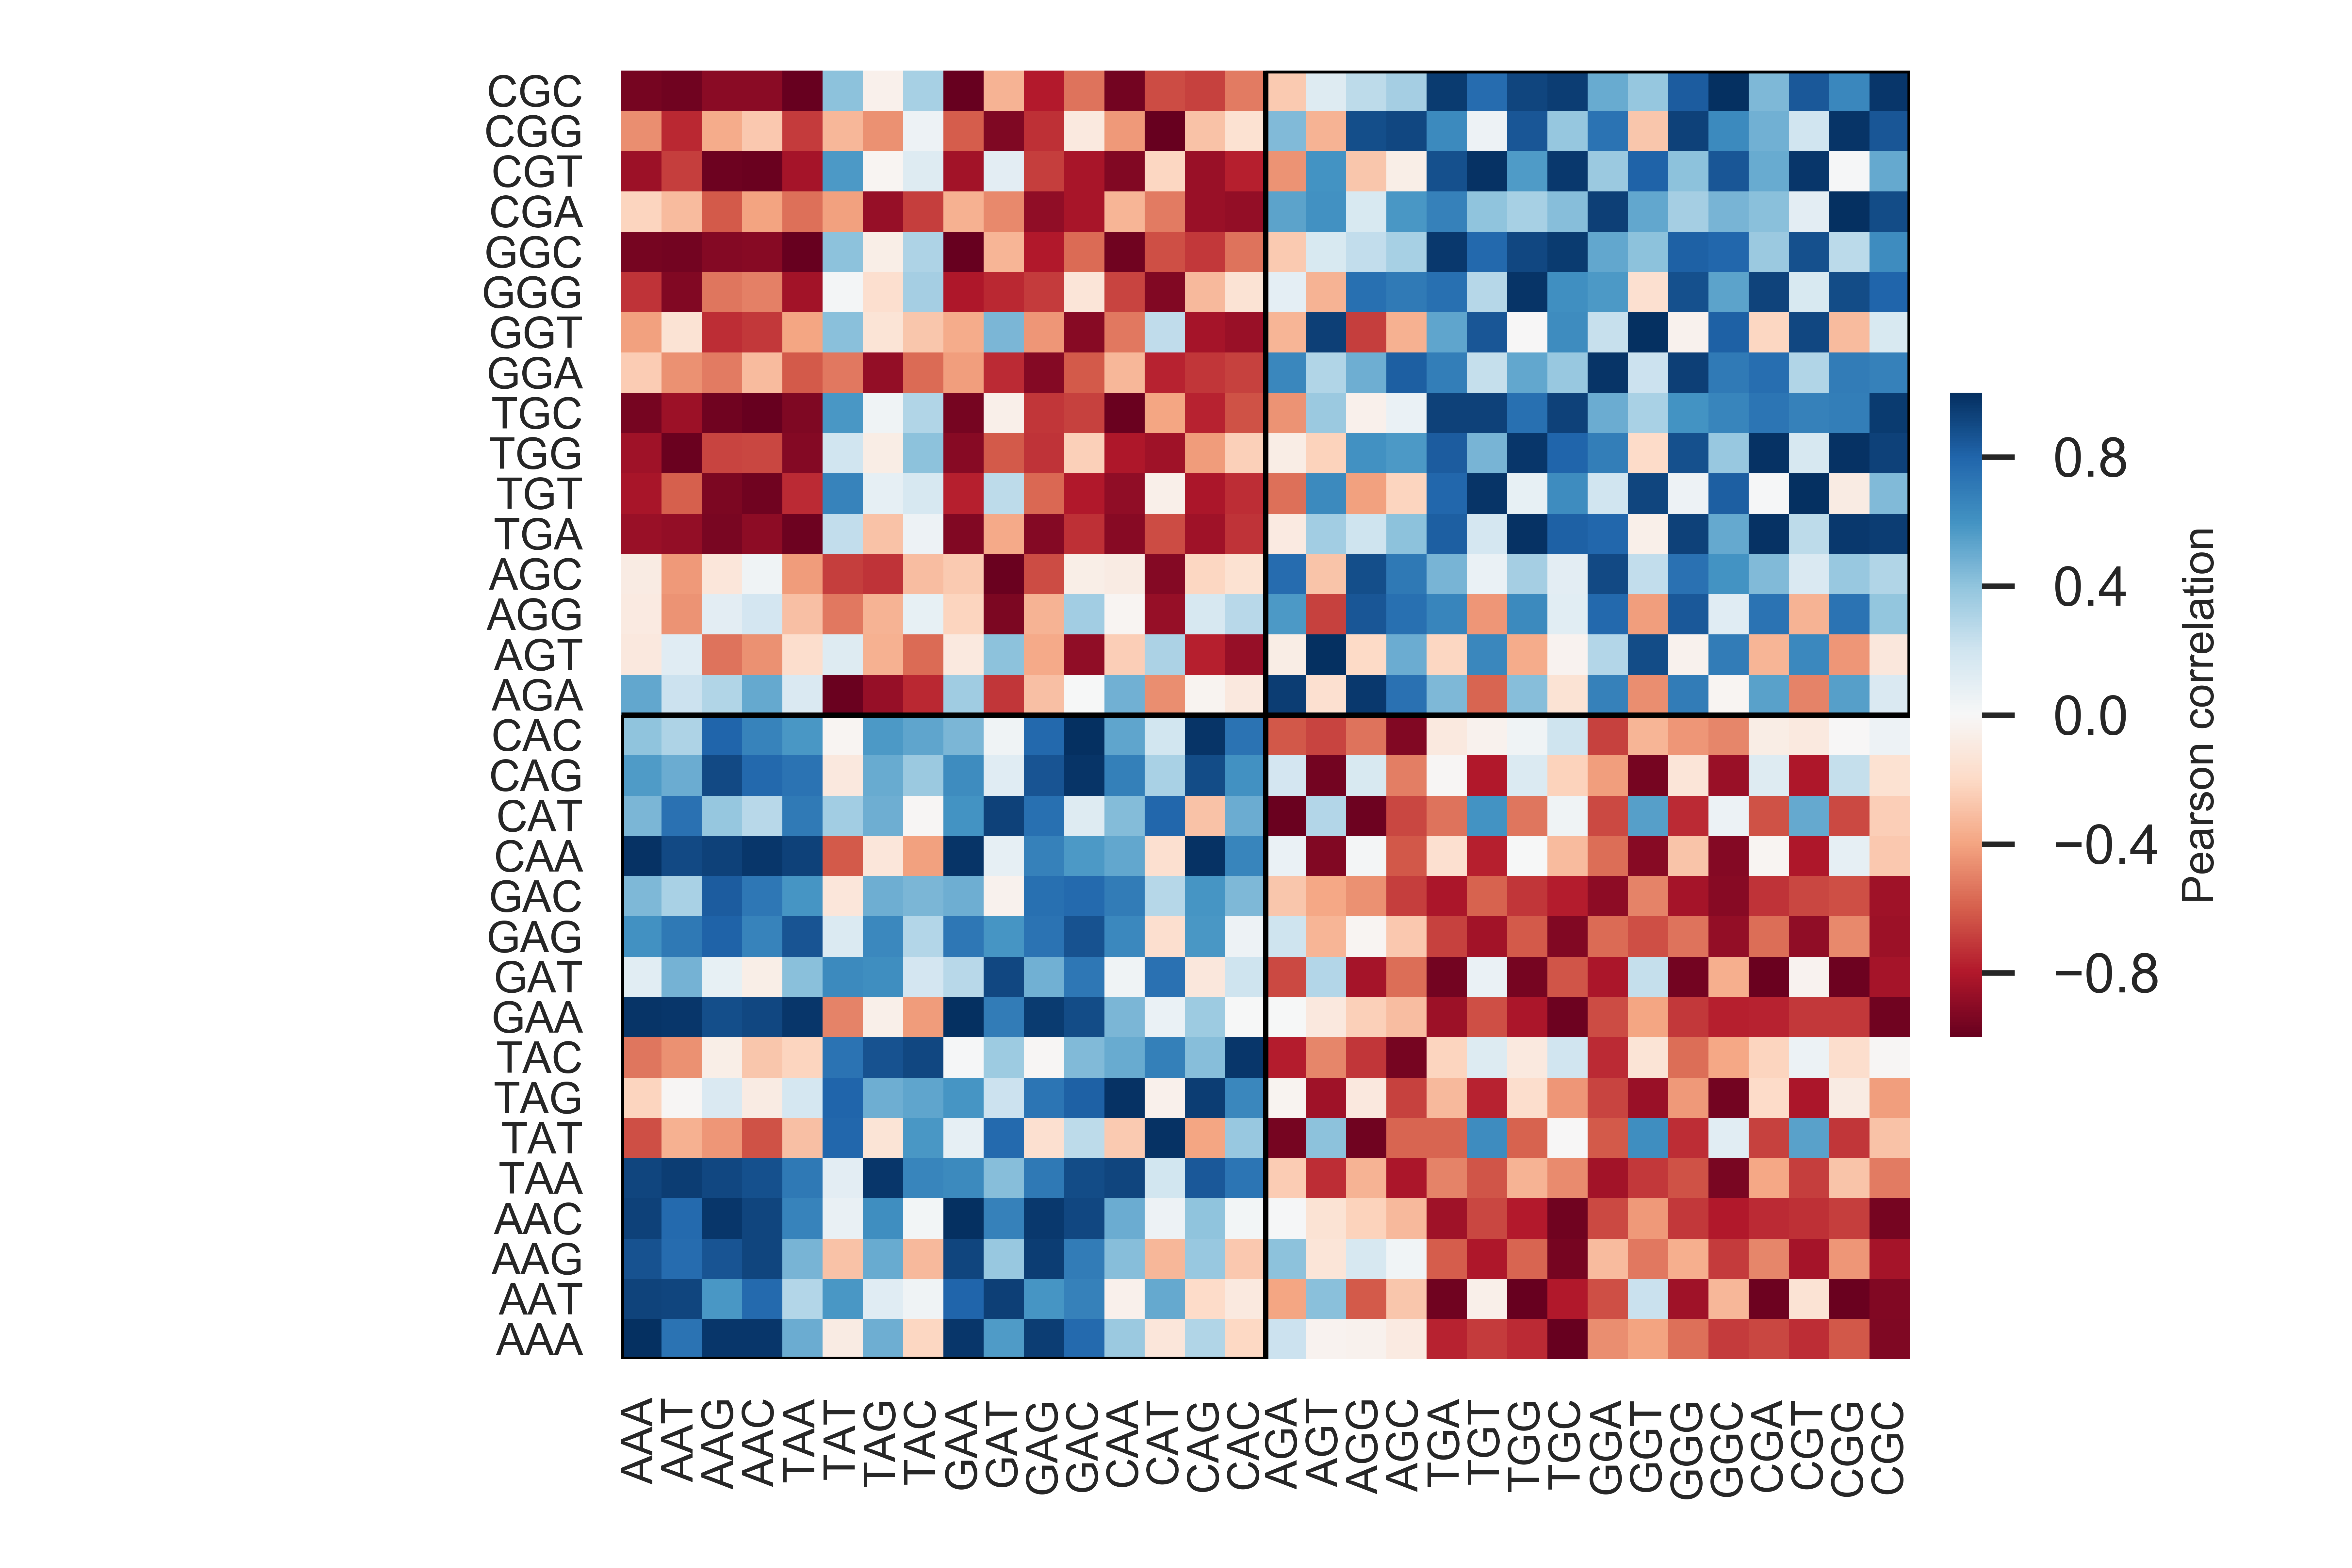 CGC
CGG
CGT
CGA
GGC
GGG
GGT
GGA
TGC
TGG
TGT
TGA
AGC
AGG
AGT
AGA
CAC
CAG
CAT
CAA
GAC
GAG
GAT
GAA
TAC
TAG
TAT
TAA
AAC
AAG
AAT
AAA
AAA AAT AAG AAC TAA TAT TAG TAC GAA GAT GAG GAC CAA CAT CAG CAC AGA AGT AGG AGC TGA TGT TGG TGC GGA GGT GGG GGC CGA CGT CGG CGC
0.8
0.4
0.0
−0.4
−0.8
Pearson correlation